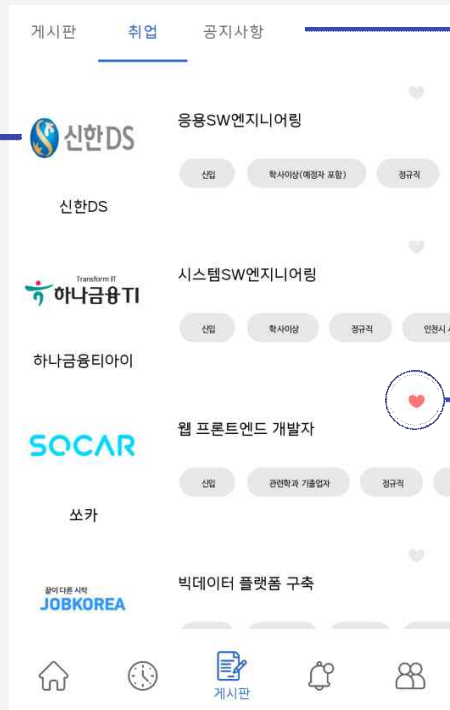 게시판 취업 공지사항
신한DS
응용SW엔지니어링
신입 학사이상(예정자 포함) 정규직
신한DS
Transform IT
하나금융TI
시스템SW엔지니어링
신입 학사이상 정규직 인천시
하나금융티아이
SOCAR
웹 프론트엔드 개발자
신입 관련학과 기졸업자 정규직
쏘카
끝이 다른 시작
JOBKOREA
빅데이터 플랫폼 구축
게시판